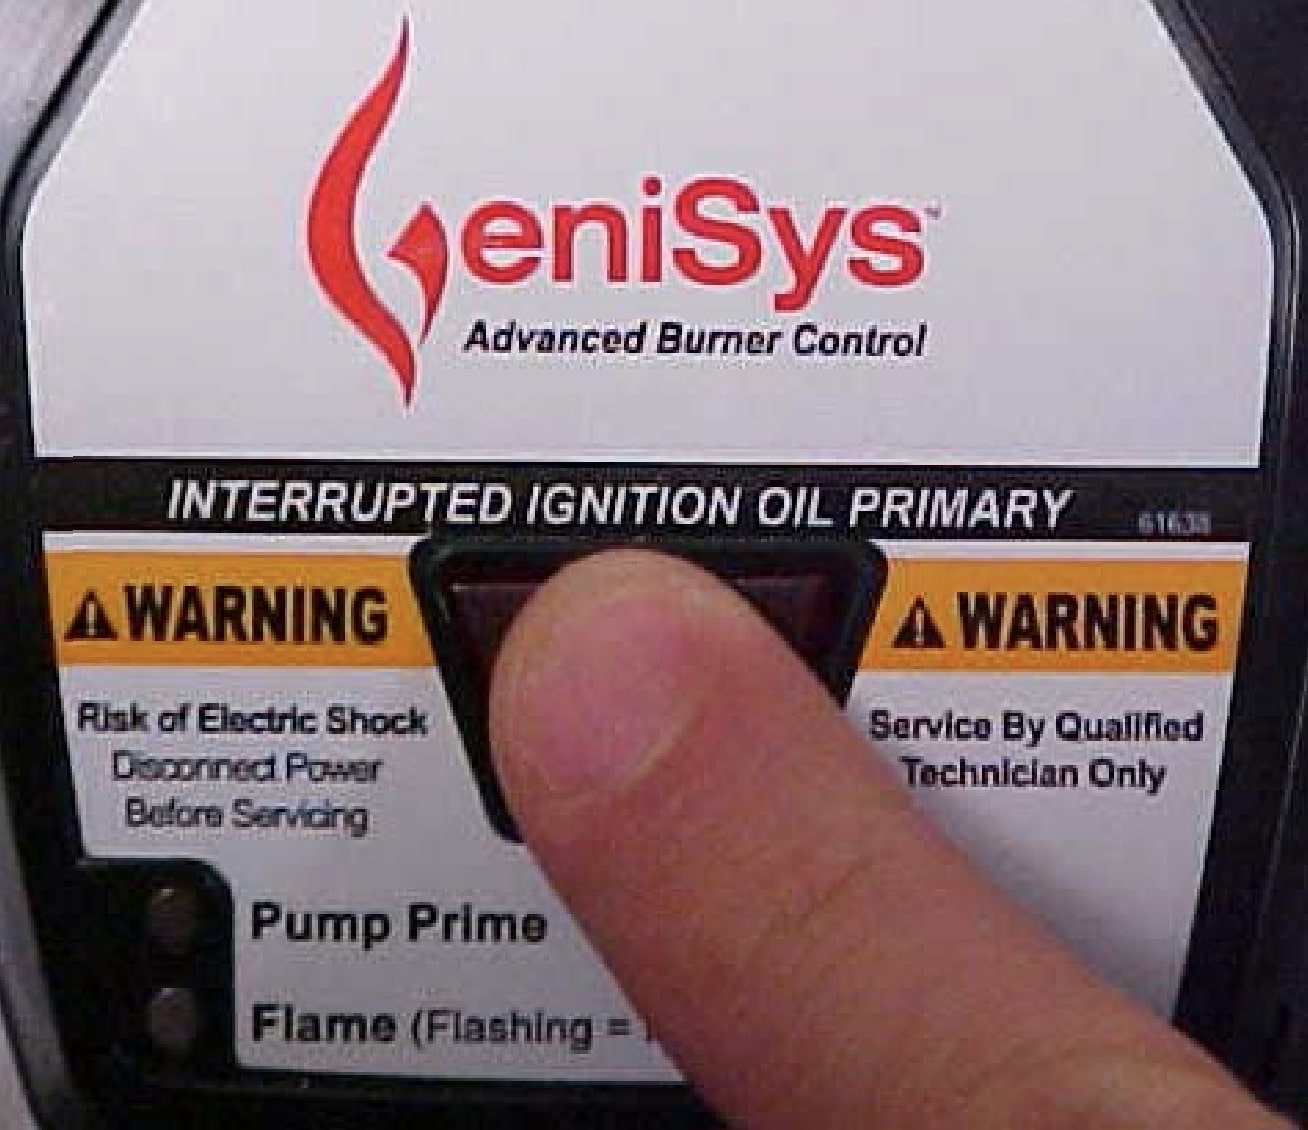 GeniSys™
Advanced Burner Control
INTERRUPTED IGNITION OIL PRIMARY
⚠WARNING
⚠WARNING
Risk of Electric Shock
Disconnect Power
Before Servicing
Service By Qualified
Technician Only
Pump Prime
Flame (Flashing =